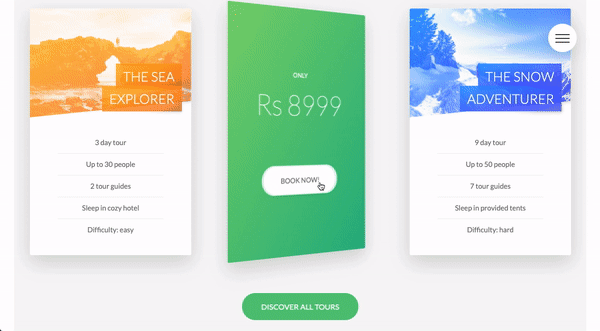 THE SEA
EXPLORER
3 day tour
Up to 30 people
2 tour guides
Sleep in cozy hotel
Difficulty: easy
ONLY
Rs 8999
BOOK NOW!
THE SNOW
ADVENTURER
9 day tour
Up to 50 people
7 tour guides
Sleep in provided tents
Difficulty: hard
DISCOVER ALL TOURS